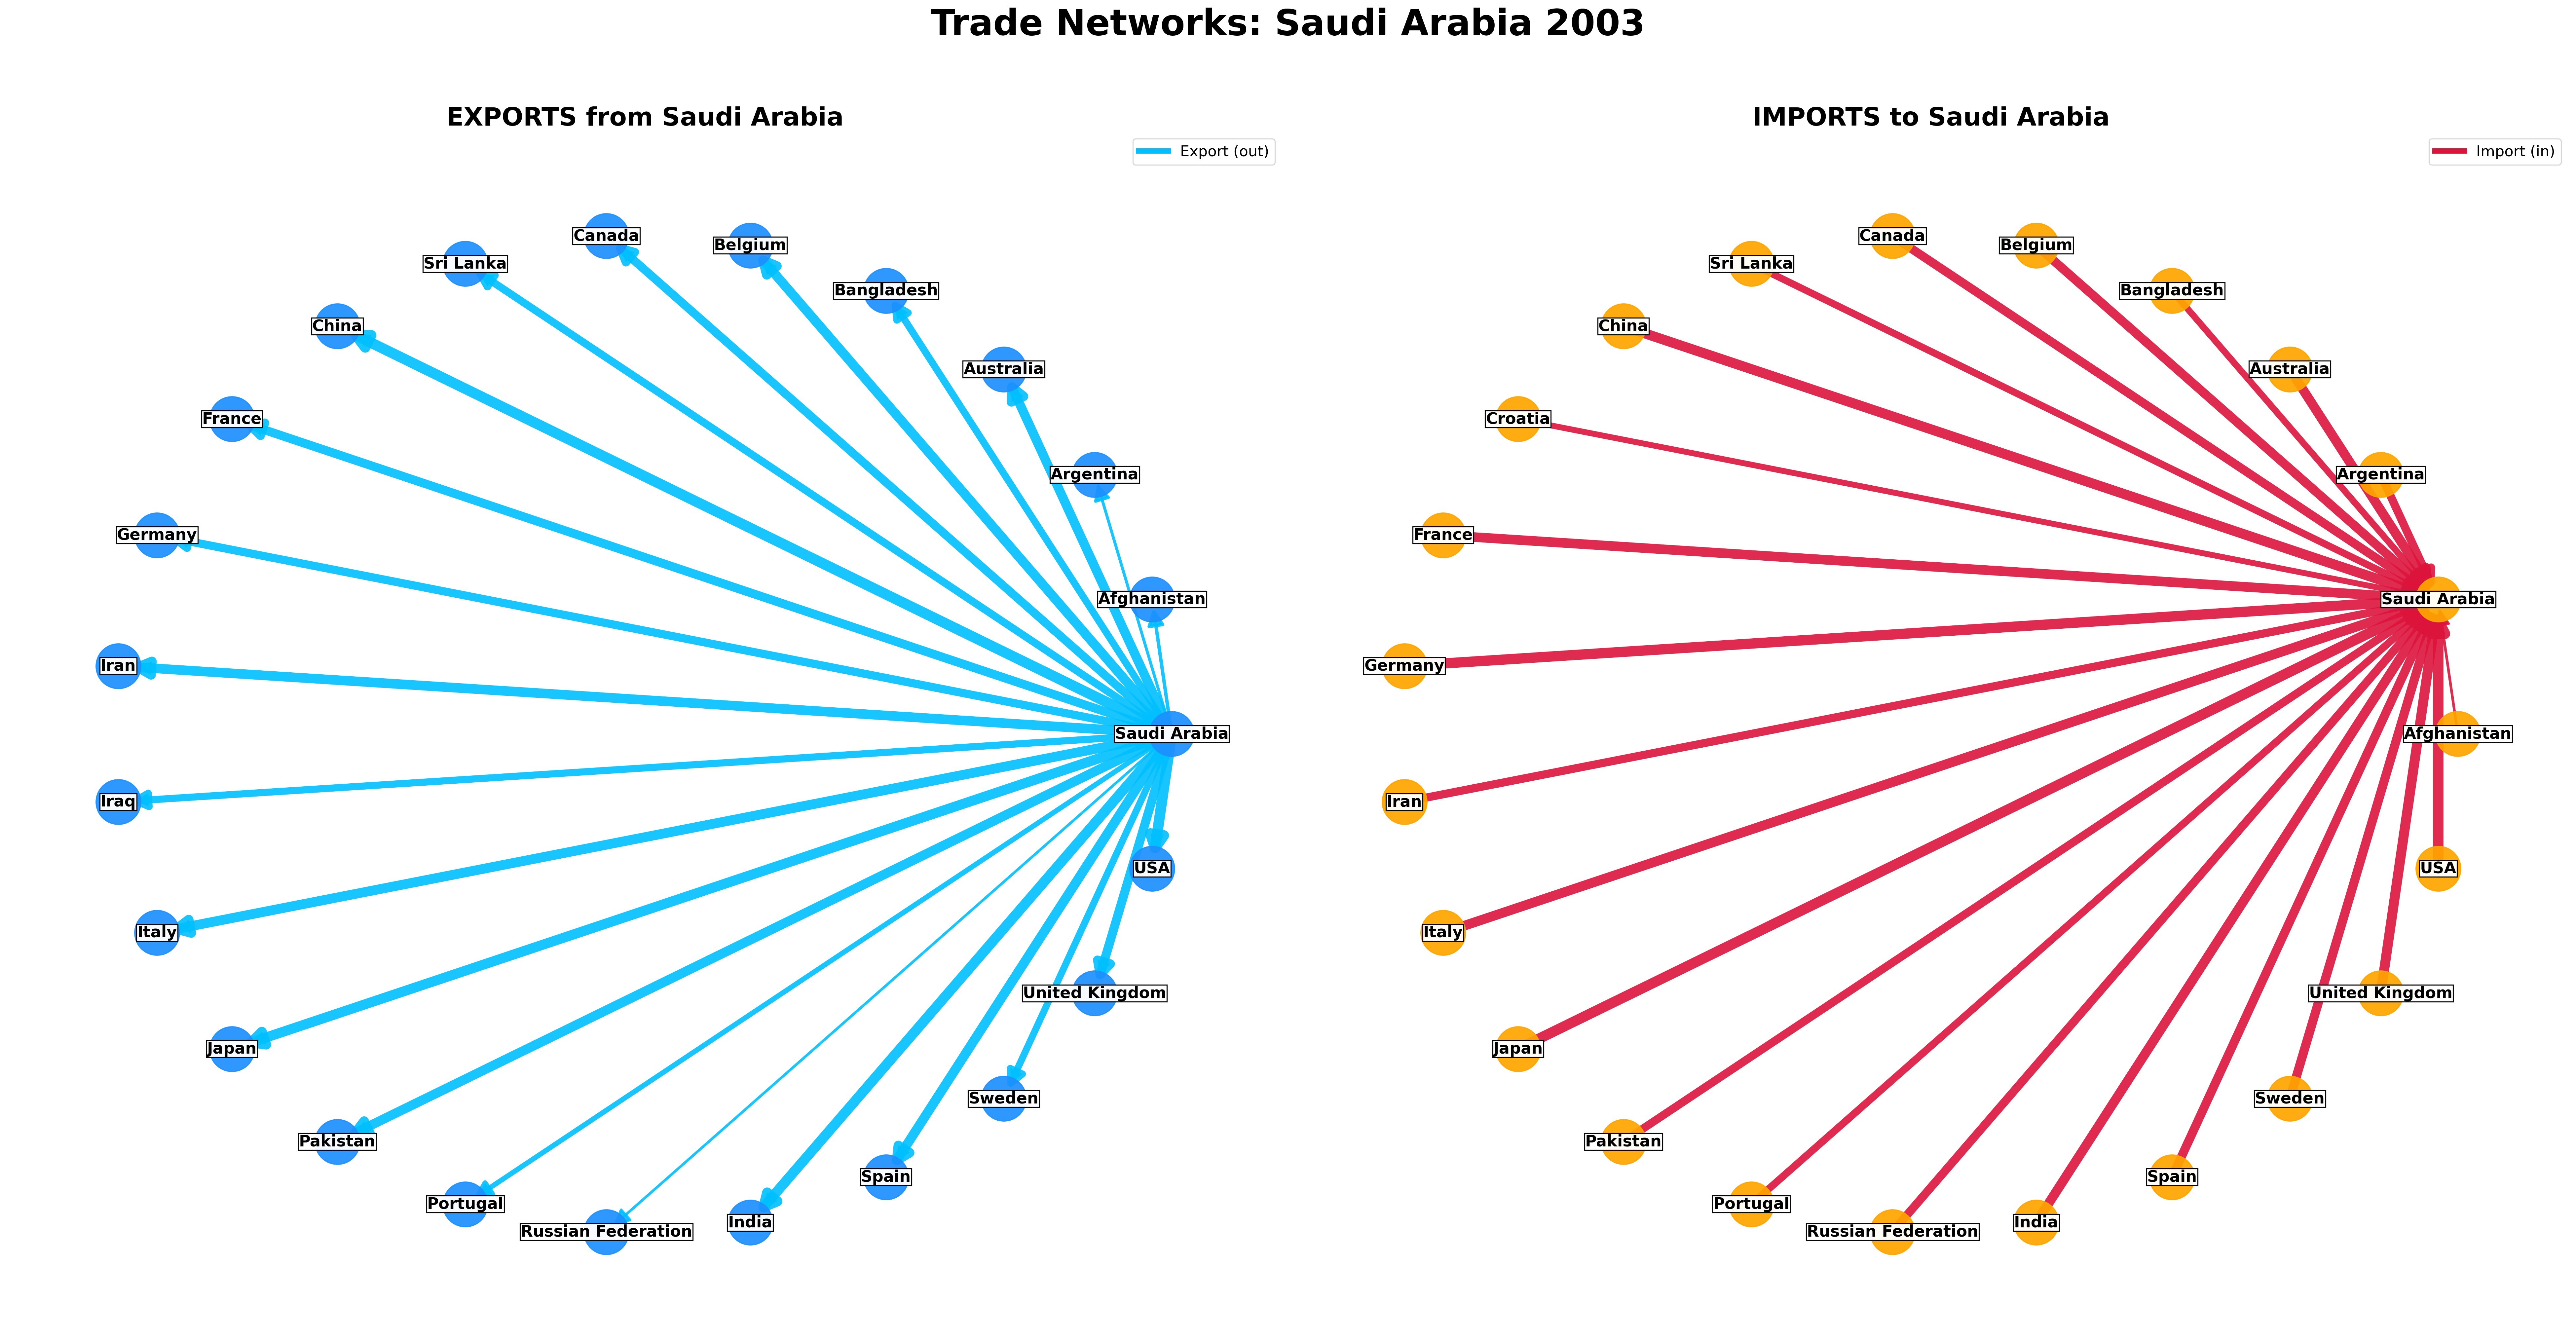 Trade Networks: Saudi Arabia 2003
EXPORTS from Saudi Arabia
Export (out)
Canada
Belgium
Sri Lanka
Bangladesh
China
Australia
France
Argentina
Germany
Afghanistan
Iran
Saudi Arabia
Iraq
USA
Italy
United Kingdom
Japan
Sweden
Pakistan
Spain
Portugal
India
Russian Federation
IMPORTS to Saudi Arabia
Import (in)
Canada
Belgium
Sri Lanka
Bangladesh
China
Australia
Croatia
Argentina
France
Saudi Arabia
Germany
Afghanistan
Iran
USA
Italy
United Kingdom
Japan
Sweden
Pakistan
Spain
Portugal
India
Russian Federation